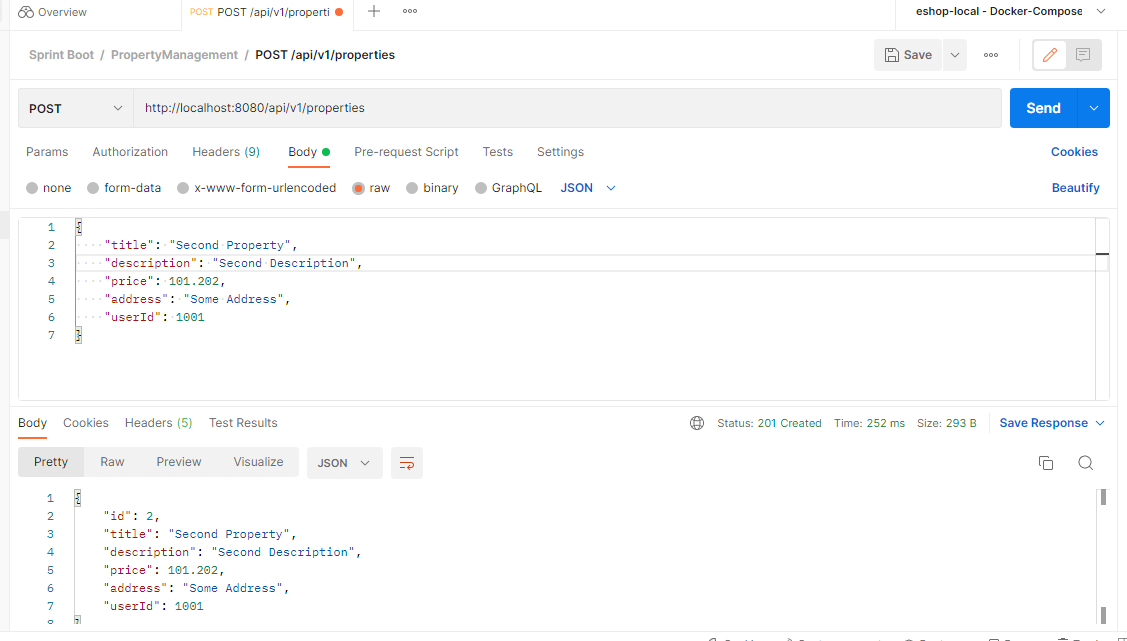 Overview
POST POST /api/v1/properti
eshop-local - Docker-Compose
Sprint Boot / PropertyManagement / POST /api/v1/properties
Save
POST
http://localhost:8080/api/v1/properties
Send
Params Authorization Headers (9) Body Pre-request Script Tests Settings Cookies
none form-data x-www-form-urlencoded raw binary GraphQL JSON Beautify
1 {
2 "title": "Second Property",
3 "description": "Second Description",
4 "price": 101.202,
5 "address": "Some Address",
6 "userId": 1001
7 }
Body Cookies Headers (5) Test Results Status: 201 Created Time: 252 ms Size: 293 B Save Response
Pretty Raw Preview Visualize JSON
1 {
2 "id": 2,
3 "title": "Second Property",
4 "description": "Second Description",
5 "price": 101.202,
6 "address": "Some Address",
7 "userId": 1001
8 }